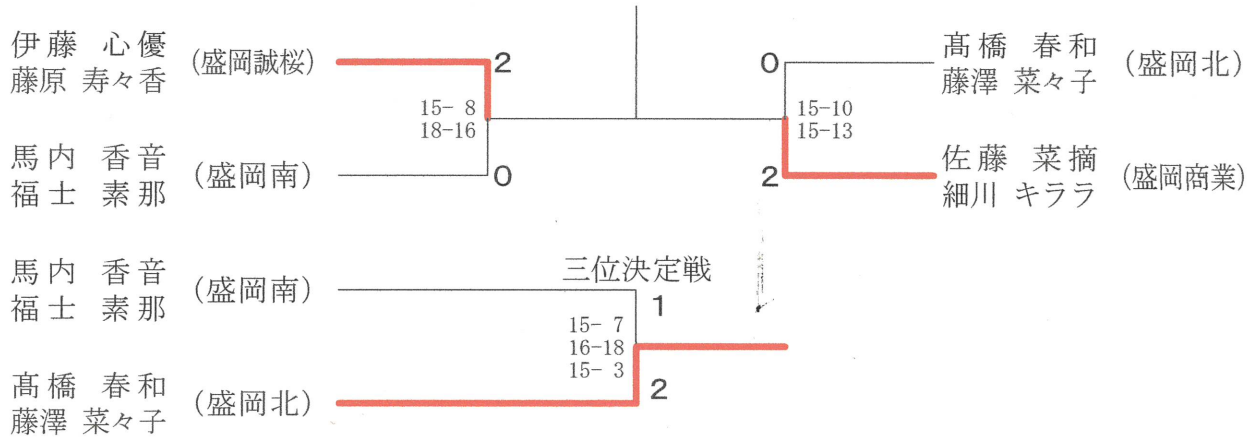 伊藤 心優
藤原 寿々香
(盛岡誠桜)
2
15- 8
18-16
馬内 香音
福士 素那
(盛岡南)
0
0
髙橋 春和
藤澤 菜々子
(盛岡北)
15-10
15-13
2
佐藤 菜摘
細川 キララ
(盛岡商業)
三位決定戦
馬内 香音
福士 素那
(盛岡南)
1
15- 7
16-18
15- 3
髙橋 春和
藤澤 菜々子
(盛岡北)
2